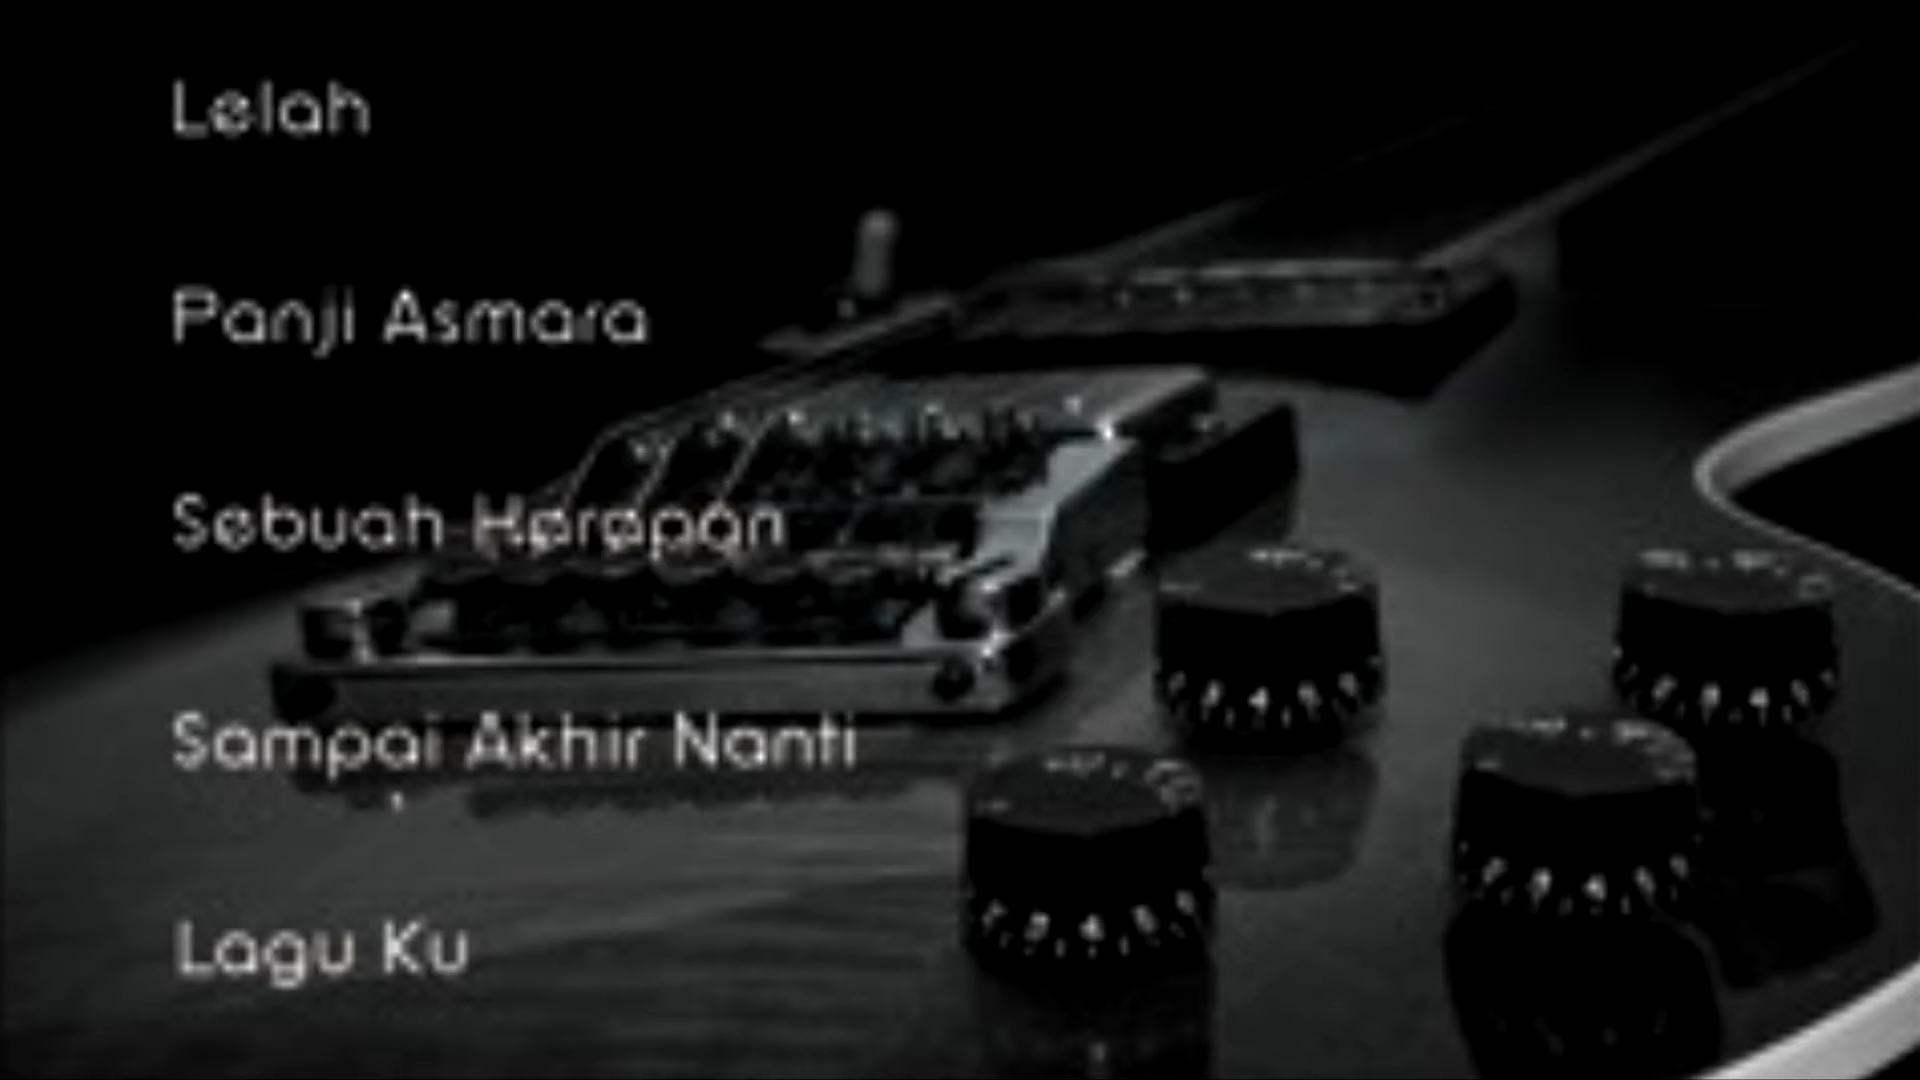 Lelah
Panji Asmara
Sebuah Harapan
Sampai Akhir Nanti
Lagu Ku